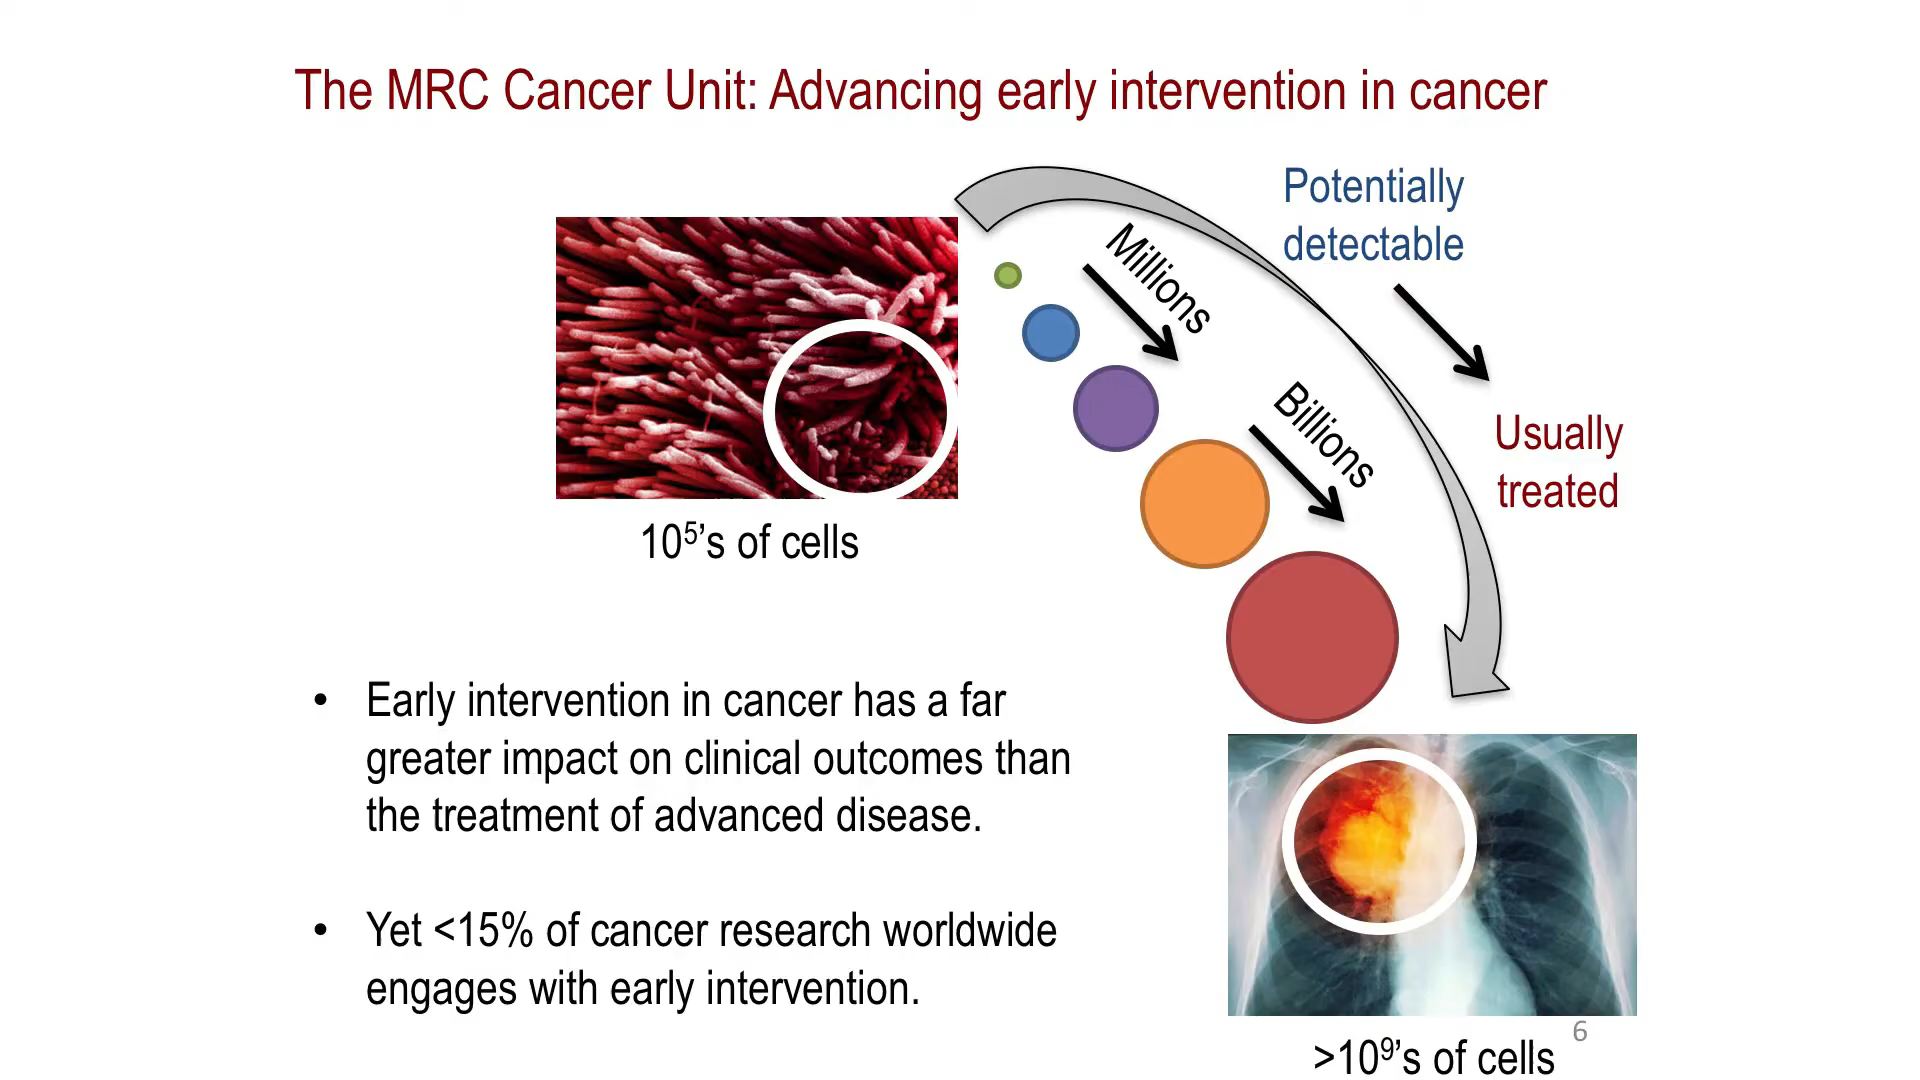 The MRC Cancer Unit: Advancing early intervention in cancer
Potentially
detectable
Millions
Billions
Usually
treated
10⁵’s of cells
• Early intervention in cancer has a far
greater impact on clinical outcomes than
the treatment of advanced disease.
• Yet <15% of cancer research worldwide
engages with early intervention.
6
>10⁹’s of cells